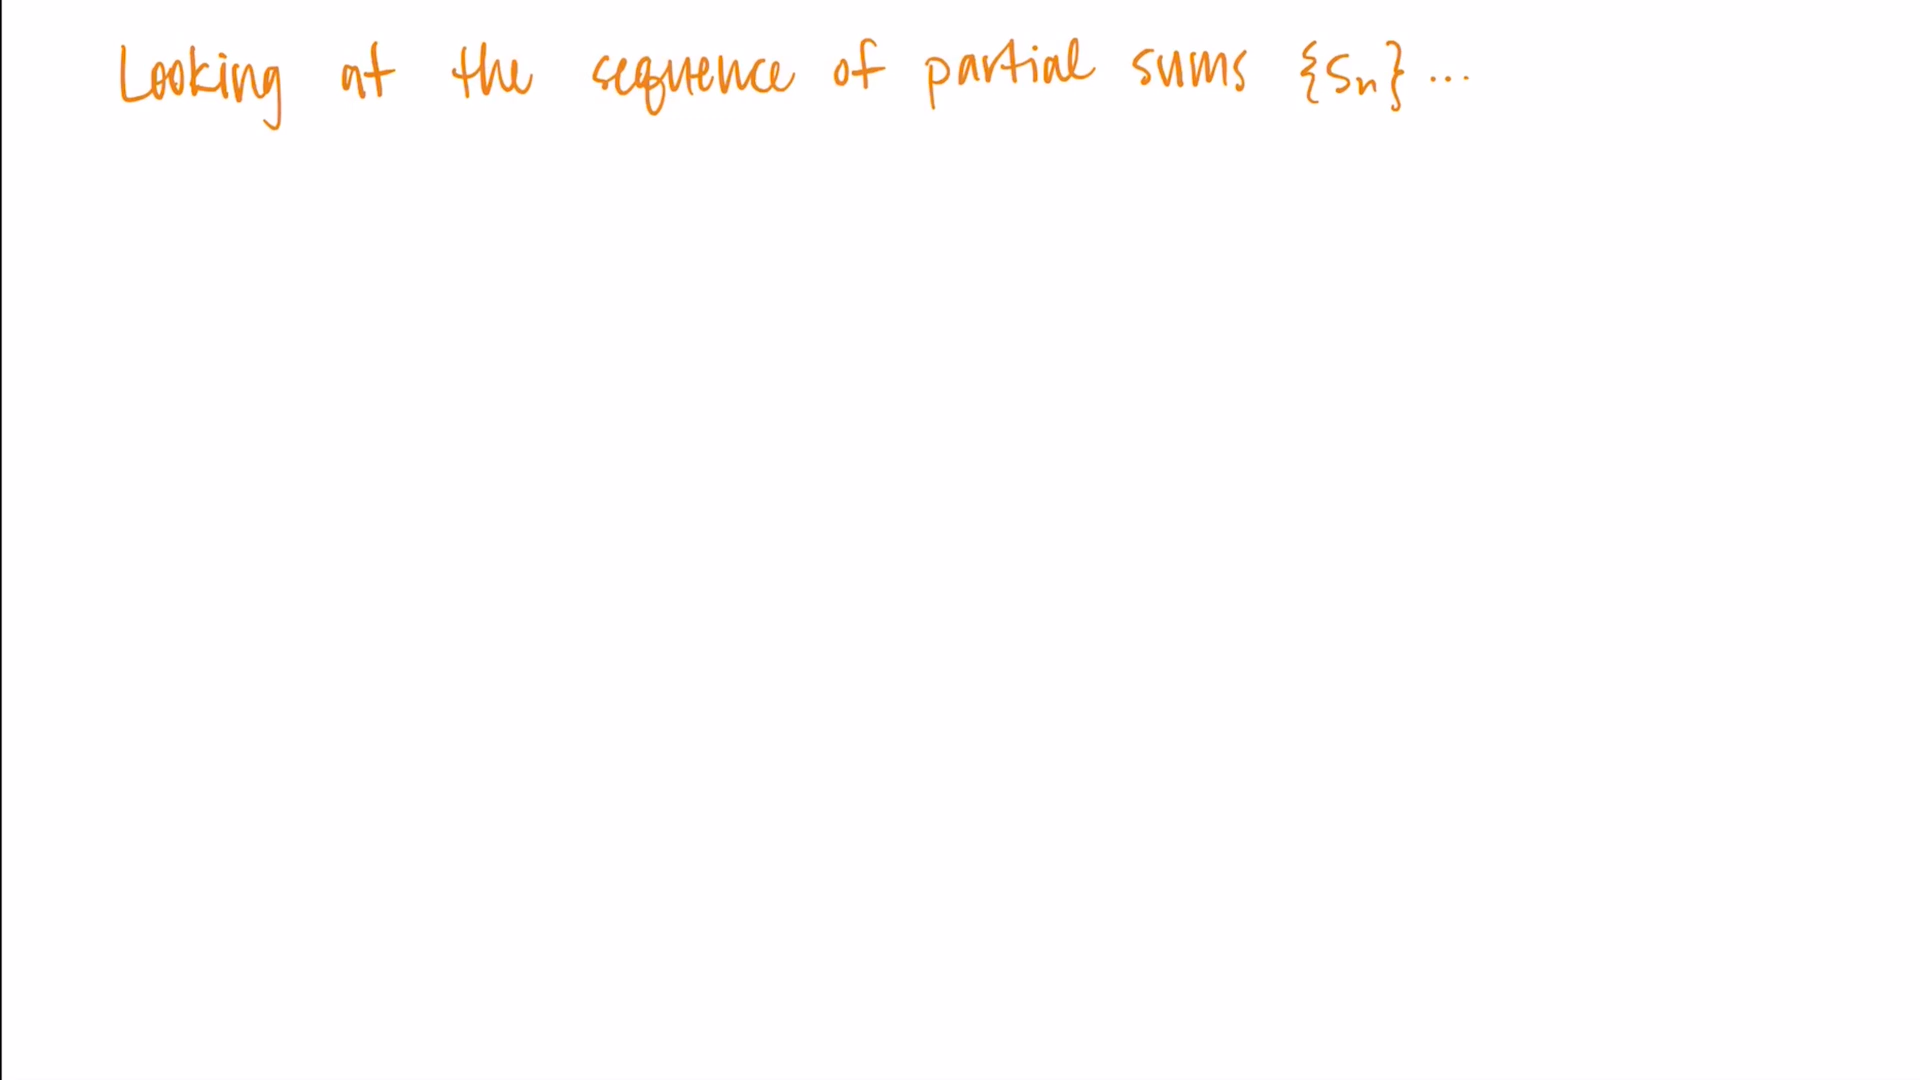 Looking at the sequence of partial sums {Sn} ...